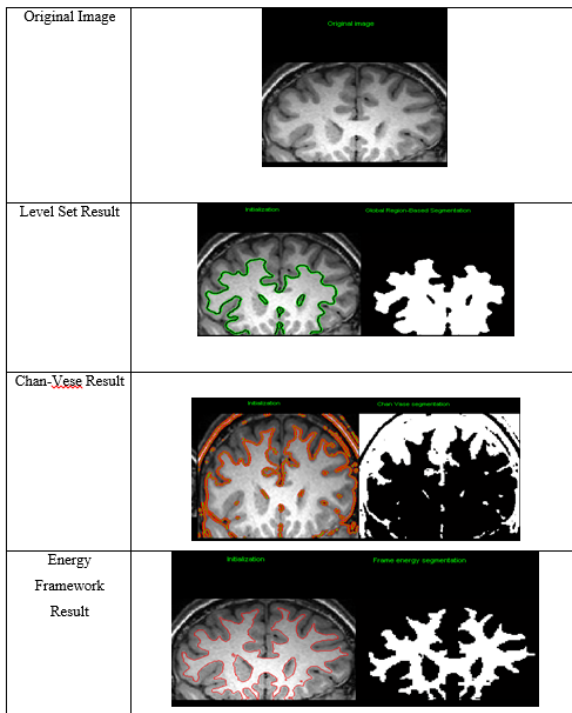 Original Image
Original image
Level Set Result
Initialization
Global Region-Based Segmentation
Chan-Vese Result
Initialization
Chan-Vese segmentation
Energy
Framework
Result
Initialization
Frame energy segmentation